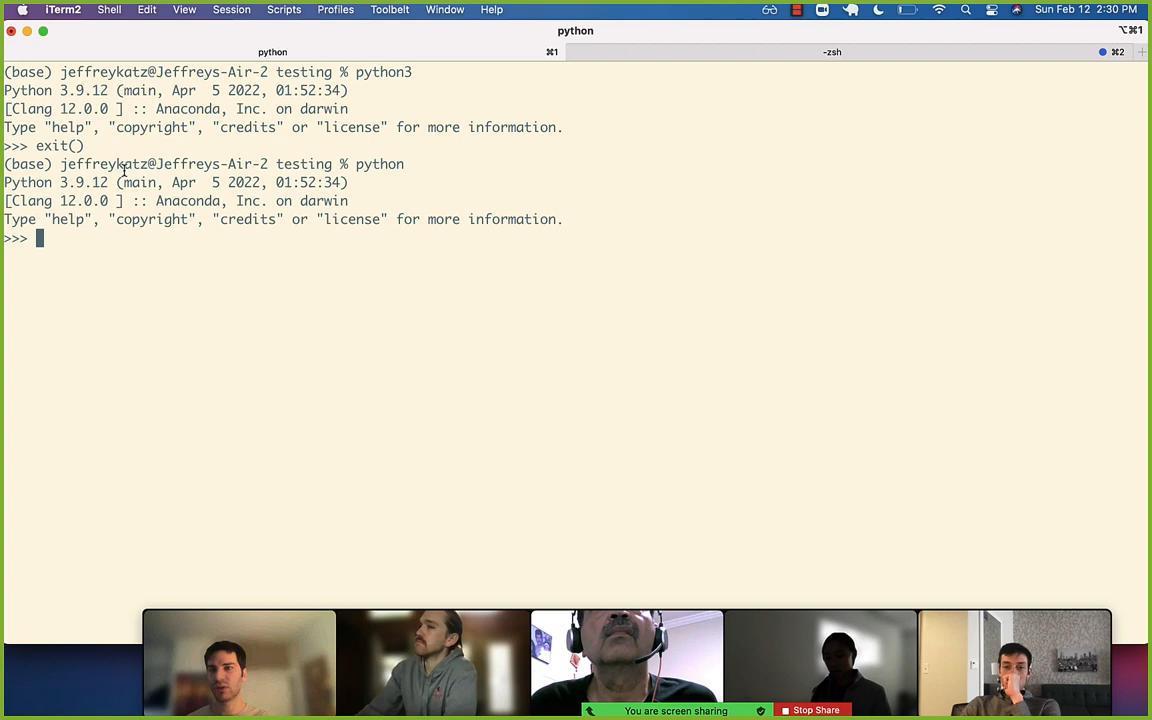 iTerm2 Shell Edit View Session Scripts Profiles Toolbelt Window Help Sun Feb 12 2:30 PM
python ⌥⌘1
python ⌘1 -zsh ⌘2
(base) jeffreykatz@Jeffreys-Air-2 testing % python3
Python 3.9.12 (main, Apr  5 2022, 01:52:34)
[Clang 12.0.0 ] :: Anaconda, Inc. on darwin
Type "help", "copyright", "credits" or "license" for more information.
>>> exit()
(base) jeffreykatz@Jeffreys-Air-2 testing % python
Python 3.9.12 (main, Apr  5 2022, 01:52:34)
[Clang 12.0.0 ] :: Anaconda, Inc. on darwin
Type "help", "copyright", "credits" or "license" for more information.
>>>
You are screen sharing Stop Share